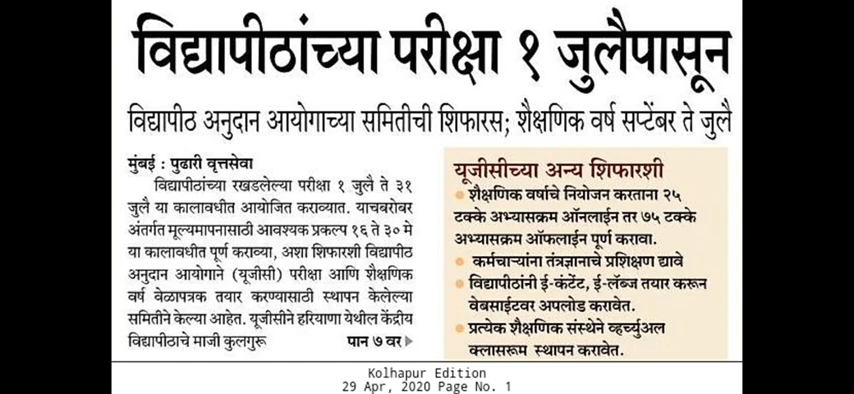 विद्यापीठांच्या परीक्षा १ जुलैपासून
विद्यापीठ अनुदान आयोगाच्या समितीची शिफारस; शैक्षणिक वर्ष सप्टेंबर ते जुलै
मुंबई : पुढारी वृत्तसेवा
विद्यापीठांच्या रखडलेल्या परीक्षा १ जुलै ते ३१
जुलै या कालावधीत आयोजित कराव्यात. याचबरोबर
अंतर्गत मूल्यमापनासाठी आवश्यक प्रकल्प १६ ते ३० मे
या कालावधीत पूर्ण कराव्या, अशा शिफारशी विद्यापीठ
अनुदान आयोगाने (यूजीसी) परीक्षा आणि शैक्षणिक
वर्ष वेळापत्रक तयार करण्यासाठी स्थापन केलेल्या
समितीने केल्या आहेत. यूजीसीने हरियाणा येथील केंद्रीय
विद्यापीठाचे माजी कुलगुरू पान ७ वर
यूजीसीच्या अन्य शिफारशी
शैक्षणिक वर्षाचे नियोजन करताना २५
टक्के अभ्यासक्रम ऑनलाईन तर ७५ टक्के
अभ्यासक्रम ऑफलाईन पूर्ण करावा.
कर्मचाऱ्यांना तंत्रज्ञानाचे प्रशिक्षण द्यावे
विद्यापीठांनी ई-कंटेंट, ई-लॅब्ज तयार करून
वेबसाईटवर अपलोड करावेत.
प्रत्येक शैक्षणिक संस्थेने व्हर्च्युअल
क्लासरूम स्थापन करावेत.
Kolhapur Edition
29 Apr, 2020 Page No. 1